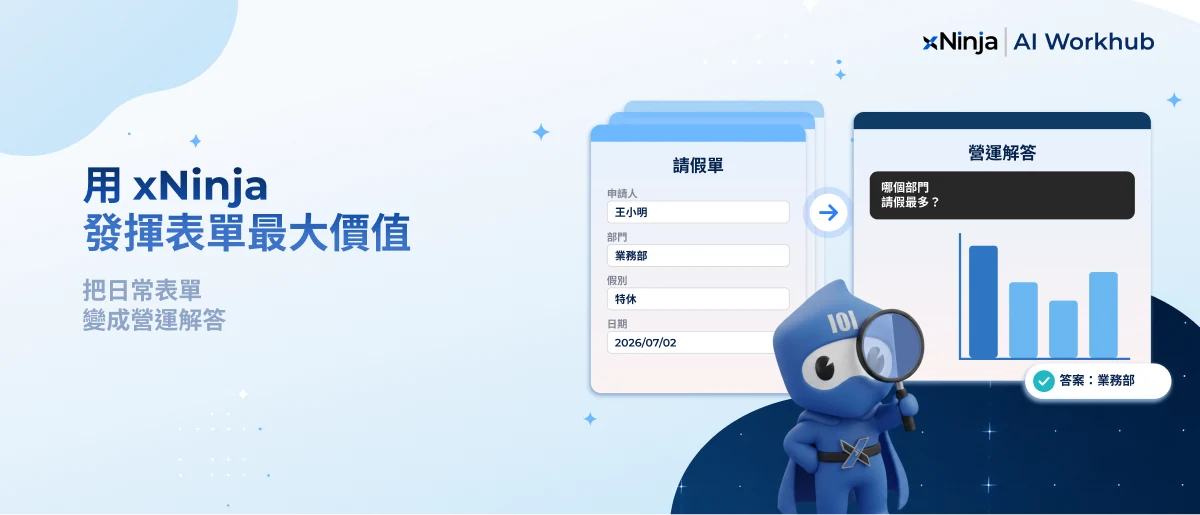 xNinja | AI Workhub
用 xNinja
發揮表單最大價值
把日常表單
變成營運解答
請假單
申請人
王小明
部門
業務部
假別
特休
日期
2026/07/02
營運解答
哪個部門
請假最多？
答案：業務部
101
X